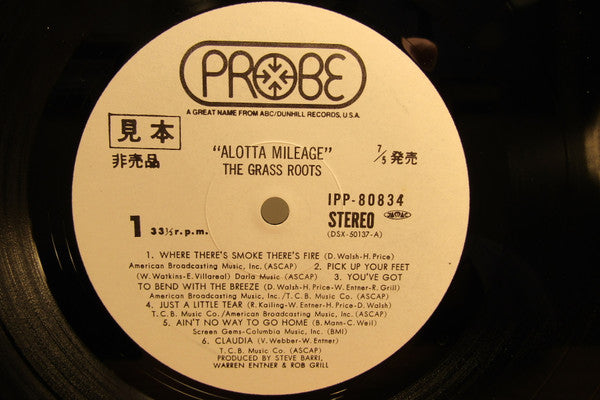 PROBE
A GREAT NAME FROM ABC/DUNHILL RECORDS, U.S.A.
見本
非売品
"ALOTTA MILEAGE"
THE GRASS ROOTS
7/5 発売
IPP-80834
STEREO
(DSX-50137-A)
1 33⅓ r.p.m.
1. WHERE THERE'S SMOKE THERE'S FIRE (D. Walsh-H. Price)
American Broadcasting Music, Inc. (ASCAP) 2. PICK UP YOUR FEET
(W. Watkins-E. Villareal) Darla Music (ASCAP) 3. YOU'VE GOT
TO BEND WITH THE BREEZE (D. Walsh-H. Price-W. Entner-R. Grill)
American Broadcasting Music, Inc./T.C.B. Music Co. (ASCAP)
4. JUST A LITTLE TEAR (R. Kailing-W. Entner-H. Price-D. Walsh)
T.C.B. Music Co./American Broadcasting Music, Inc. (ASCAP)
5. AIN'T NO WAY TO GO HOME (B. Mann-C. Weil)
Screen Gems-Columbia Music, Inc. (BMI)
6. CLAUDIA (V. Webber-W. Entner)
T.C.B. Music Co. (ASCAP)
PRODUCED BY STEVE BARRI,
WARREN ENTNER & ROB GRILL